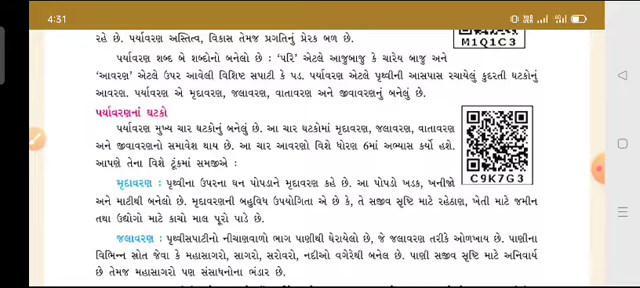 4:31
રહે છે. પર્યાવરણ અસ્તિત્વ, વિકાસ તેમજ પ્રગતિનું પ્રેરક બળ છે.
M1Q1C3
પર્યાવરણ શબ્દ બે શબ્દોનો બનેલો છે : ‘પરિ’ એટલે આજુબાજુ કે ચારેય બાજુ અને
‘આવરણ’ એટલે ઉપર આવેલી વિશિષ્ટ સપાટી કે પડ. પર્યાવરણ એટલે પૃથ્વીની આસપાસ રચાયેલું કુદરતી ઘટકોનું
આવરણ. પર્યાવરણ એ મૃદાવરણ, જલાવરણ, વાતાવરણ અને જીવાવરણનું બનેલું છે.
પર્યાવરણનાં ઘટકો
પર્યાવરણ મુખ્ય ચાર ઘટકોનું બનેલું છે. આ ચાર ઘટકોમાં મૃદાવરણ, જલાવરણ, વાતાવરણ
અને જીવાવરણનો સમાવેશ થાય છે. આ ચાર આવરણો વિશે ધોરણ 6માં અભ્યાસ કર્યો હશે.
આપણે તેના વિશે ટૂંકમાં સમજીએ :
C9K7G3
મૃદાવરણ : પૃથ્વીના ઉપરના ઘન પોપડાને મૃદાવરણ કહે છે. આ પોપડો ખડક, ખનીજો
અને માટીથી બનેલો છે. મૃદાવરણની બહુવિધ ઉપયોગિતા એ છે કે, તે સજીવ સૃષ્ટિ માટે રહેઠાણ, ખેતી માટે જમીન
તથા ઉદ્યોગો માટે કાચો માલ પૂરો પાડે છે.
જલાવરણ : પૃથ્વીસપાટીનો નીચાણવાળો ભાગ પાણીથી ઘેરાયેલો છે, જે જલાવરણ તરીકે ઓળખાય છે. પાણીના
વિભિન્ન સ્રોત જેવા કે મહાસાગરો, સાગરો, સરોવરો, નદીઓ વગેરેથી બનેલ છે. પાણી સજીવ સૃષ્ટિ માટે અનિવાર્ય
છે તેમજ મહાસાગરો પણ સંસાધનોના ભંડાર છે.